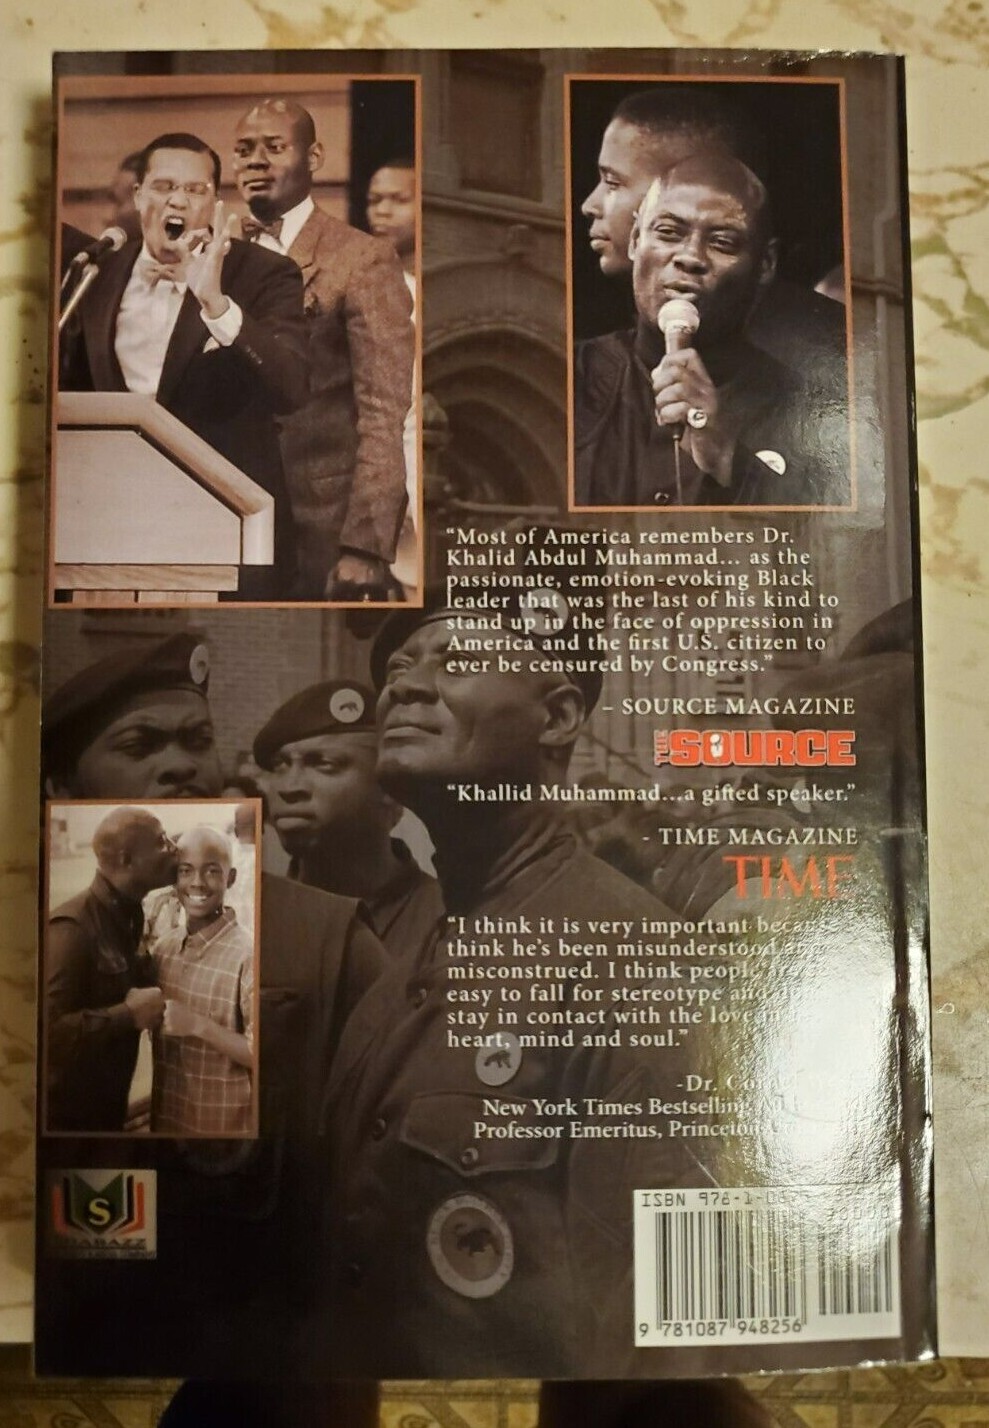 “Most of America remembers Dr.
Khalid Abdul Muhammad... as the
passionate, emotion-evoking Black
leader that was the last of his kind to
stand up in the face of oppression in
America and the first U.S. citizen to
ever be censured by Congress.”
– SOURCE MAGAZINE
THE SOURCE
“Khallid Muhammad...a gifted speaker.”
- TIME MAGAZINE
TIME
“I think it is very important
think he’s been misunderstood
misconstrued. I think people
easy to fall for stereotype
stay in contact with the
heart, mind and soul.”
-Dr.
New York Times Bestselling
Professor Emeritus, Princeton
S
ISBN 978-1-
9 781087 948256